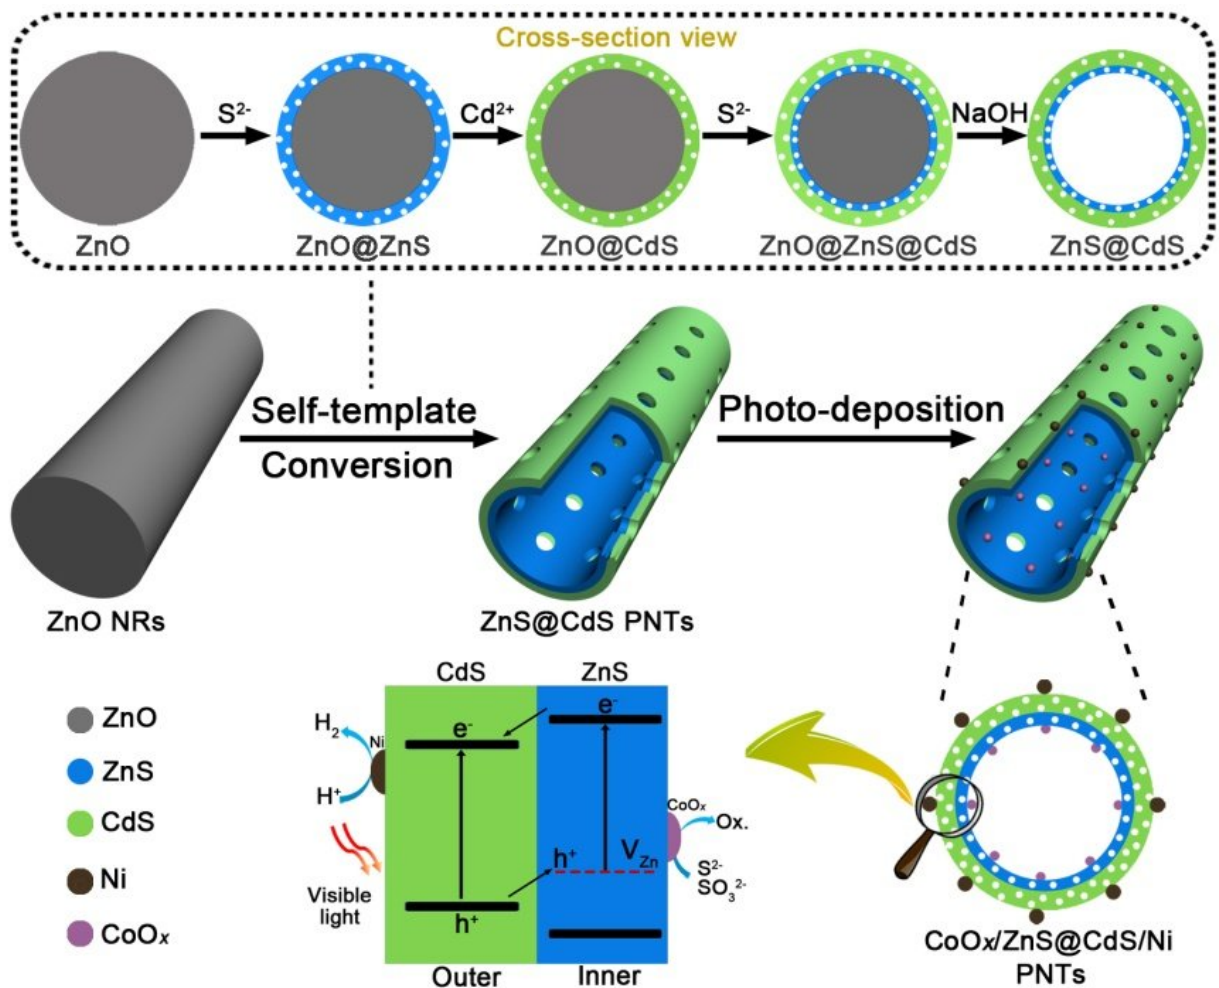 Cross-section view
S²⁻
Cd²⁺
S²⁻
NaOH
ZnO
ZnO@ZnS
ZnO@CdS
ZnO@ZnS@CdS
ZnS@CdS
Self-template
Conversion
Photo-deposition
ZnO NRs
ZnS@CdS PNTs
ZnO
ZnS
CdS
Ni
CoOₓ
CdS
ZnS
e⁻
e⁻
H₂
Ni
H⁺
Visible
light
h⁺
h⁺
V_Zn
CoOₓ
Ox.
S²⁻
SO₃²⁻
Outer
Inner
CoOₓ/ZnS@CdS/Ni
PNTs